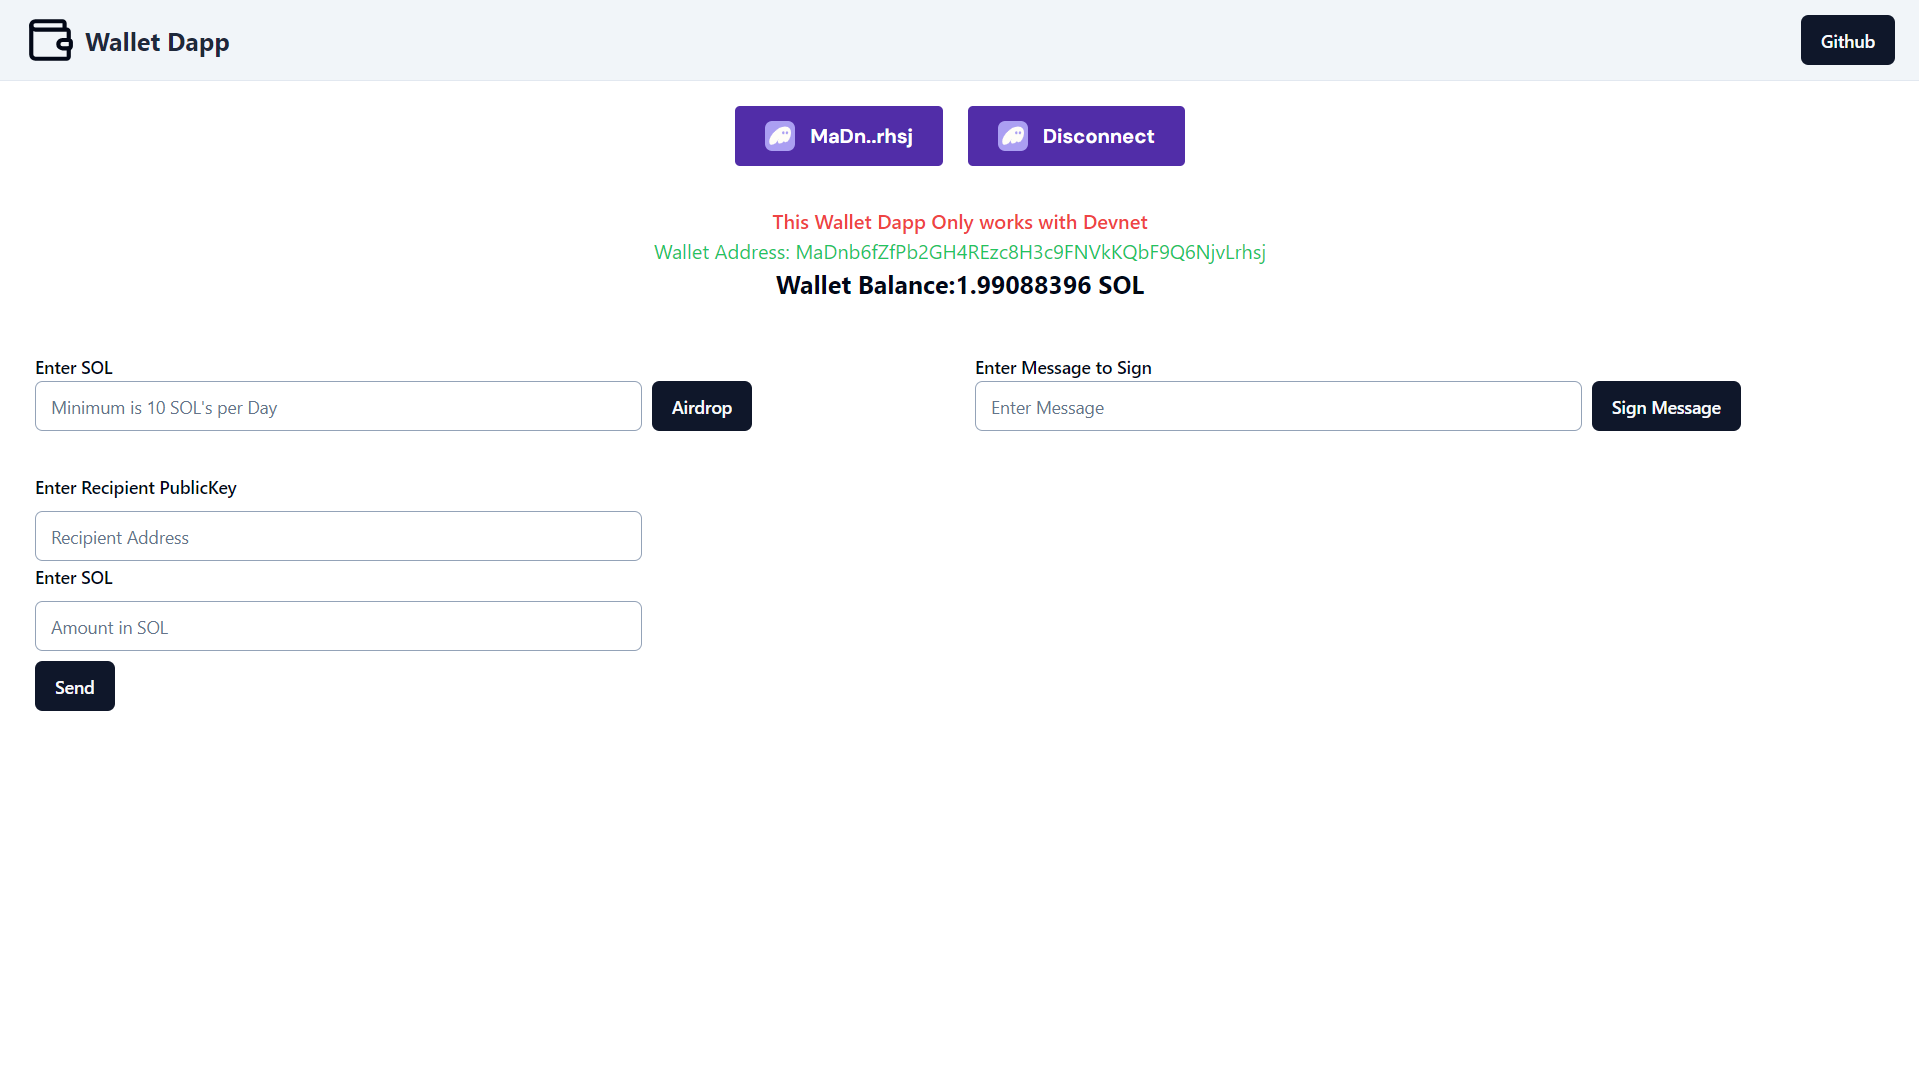 Wallet Dapp
Github
MaDn..rhsj
Disconnect
This Wallet Dapp Only works with Devnet
Wallet Address: MaDnb6fZfPb2GH4REzc8H3c9FNVkKQbF9Q6NjvLrhsj
Wallet Balance:1.99088396 SOL
Enter SOL
Minimum is 10 SOL's per Day
Airdrop
Enter Message to Sign
Enter Message
Sign Message
Enter Recipient PublicKey
Recipient Address
Enter SOL
Amount in SOL
Send